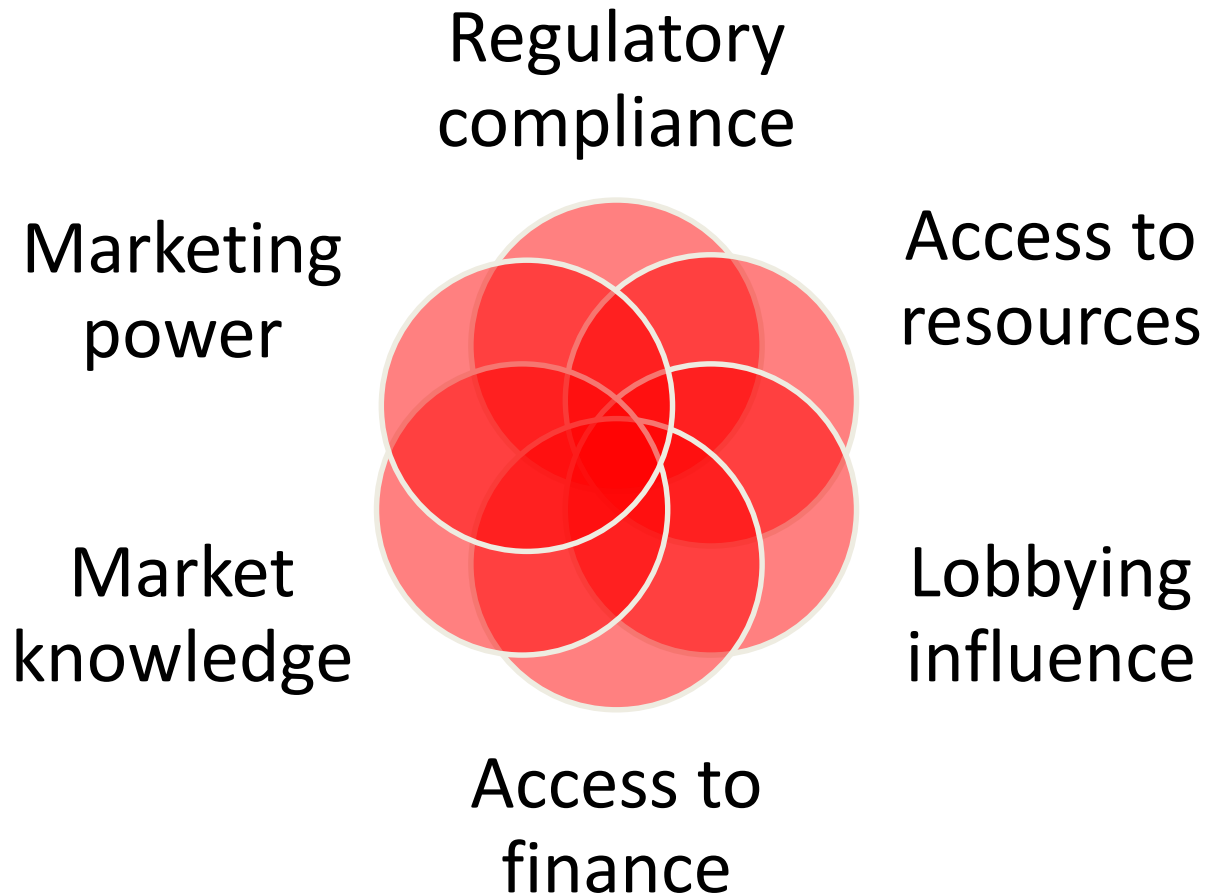 Regulatory
compliance
Marketing
power
Access to
resources
Market
knowledge
Lobbying
influence
Access to
finance